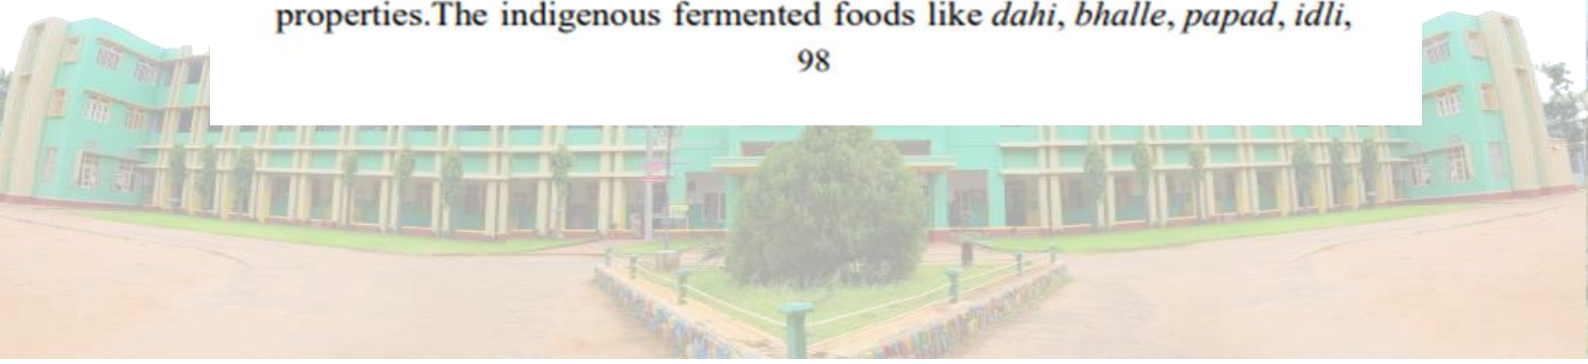 properties.The indigenous fermented foods like dahi, bhalle, papad, idli,
98